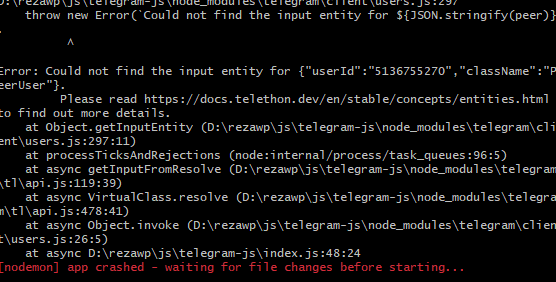 D:\rezawp\js\telegram-js\node_modules\telegram\client\users.js:297
throw new Error(`Could not find the input entity for ${JSON.stringify(peer)}
.
^
Error: Could not find the input entity for {"userId":"5136755270","className":"P
eerUser"}.
Please read https://docs.telethon.dev/en/stable/concepts/entities.html
to find out more details.
at Object.getInputEntity (D:\rezawp\js\telegram-js\node_modules\telegram\cli
ent\users.js:297:11)
at processTicksAndRejections (node:internal/process/task_queues:96:5)
at async getInputFromResolve (D:\rezawp\js\telegram-js\node_modules\telegram
\tl\api.js:119:39)
at async VirtualClass.resolve (D:\rezawp\js\telegram-js\node_modules\telegra
m\tl\api.js:478:41)
at async Object.invoke (D:\rezawp\js\telegram-js\node_modules\telegram\clien
t\users.js:26:5)
at async D:\rezawp\js\telegram-js\index.js:48:24
[nodemon] app crashed - waiting for file changes before starting...